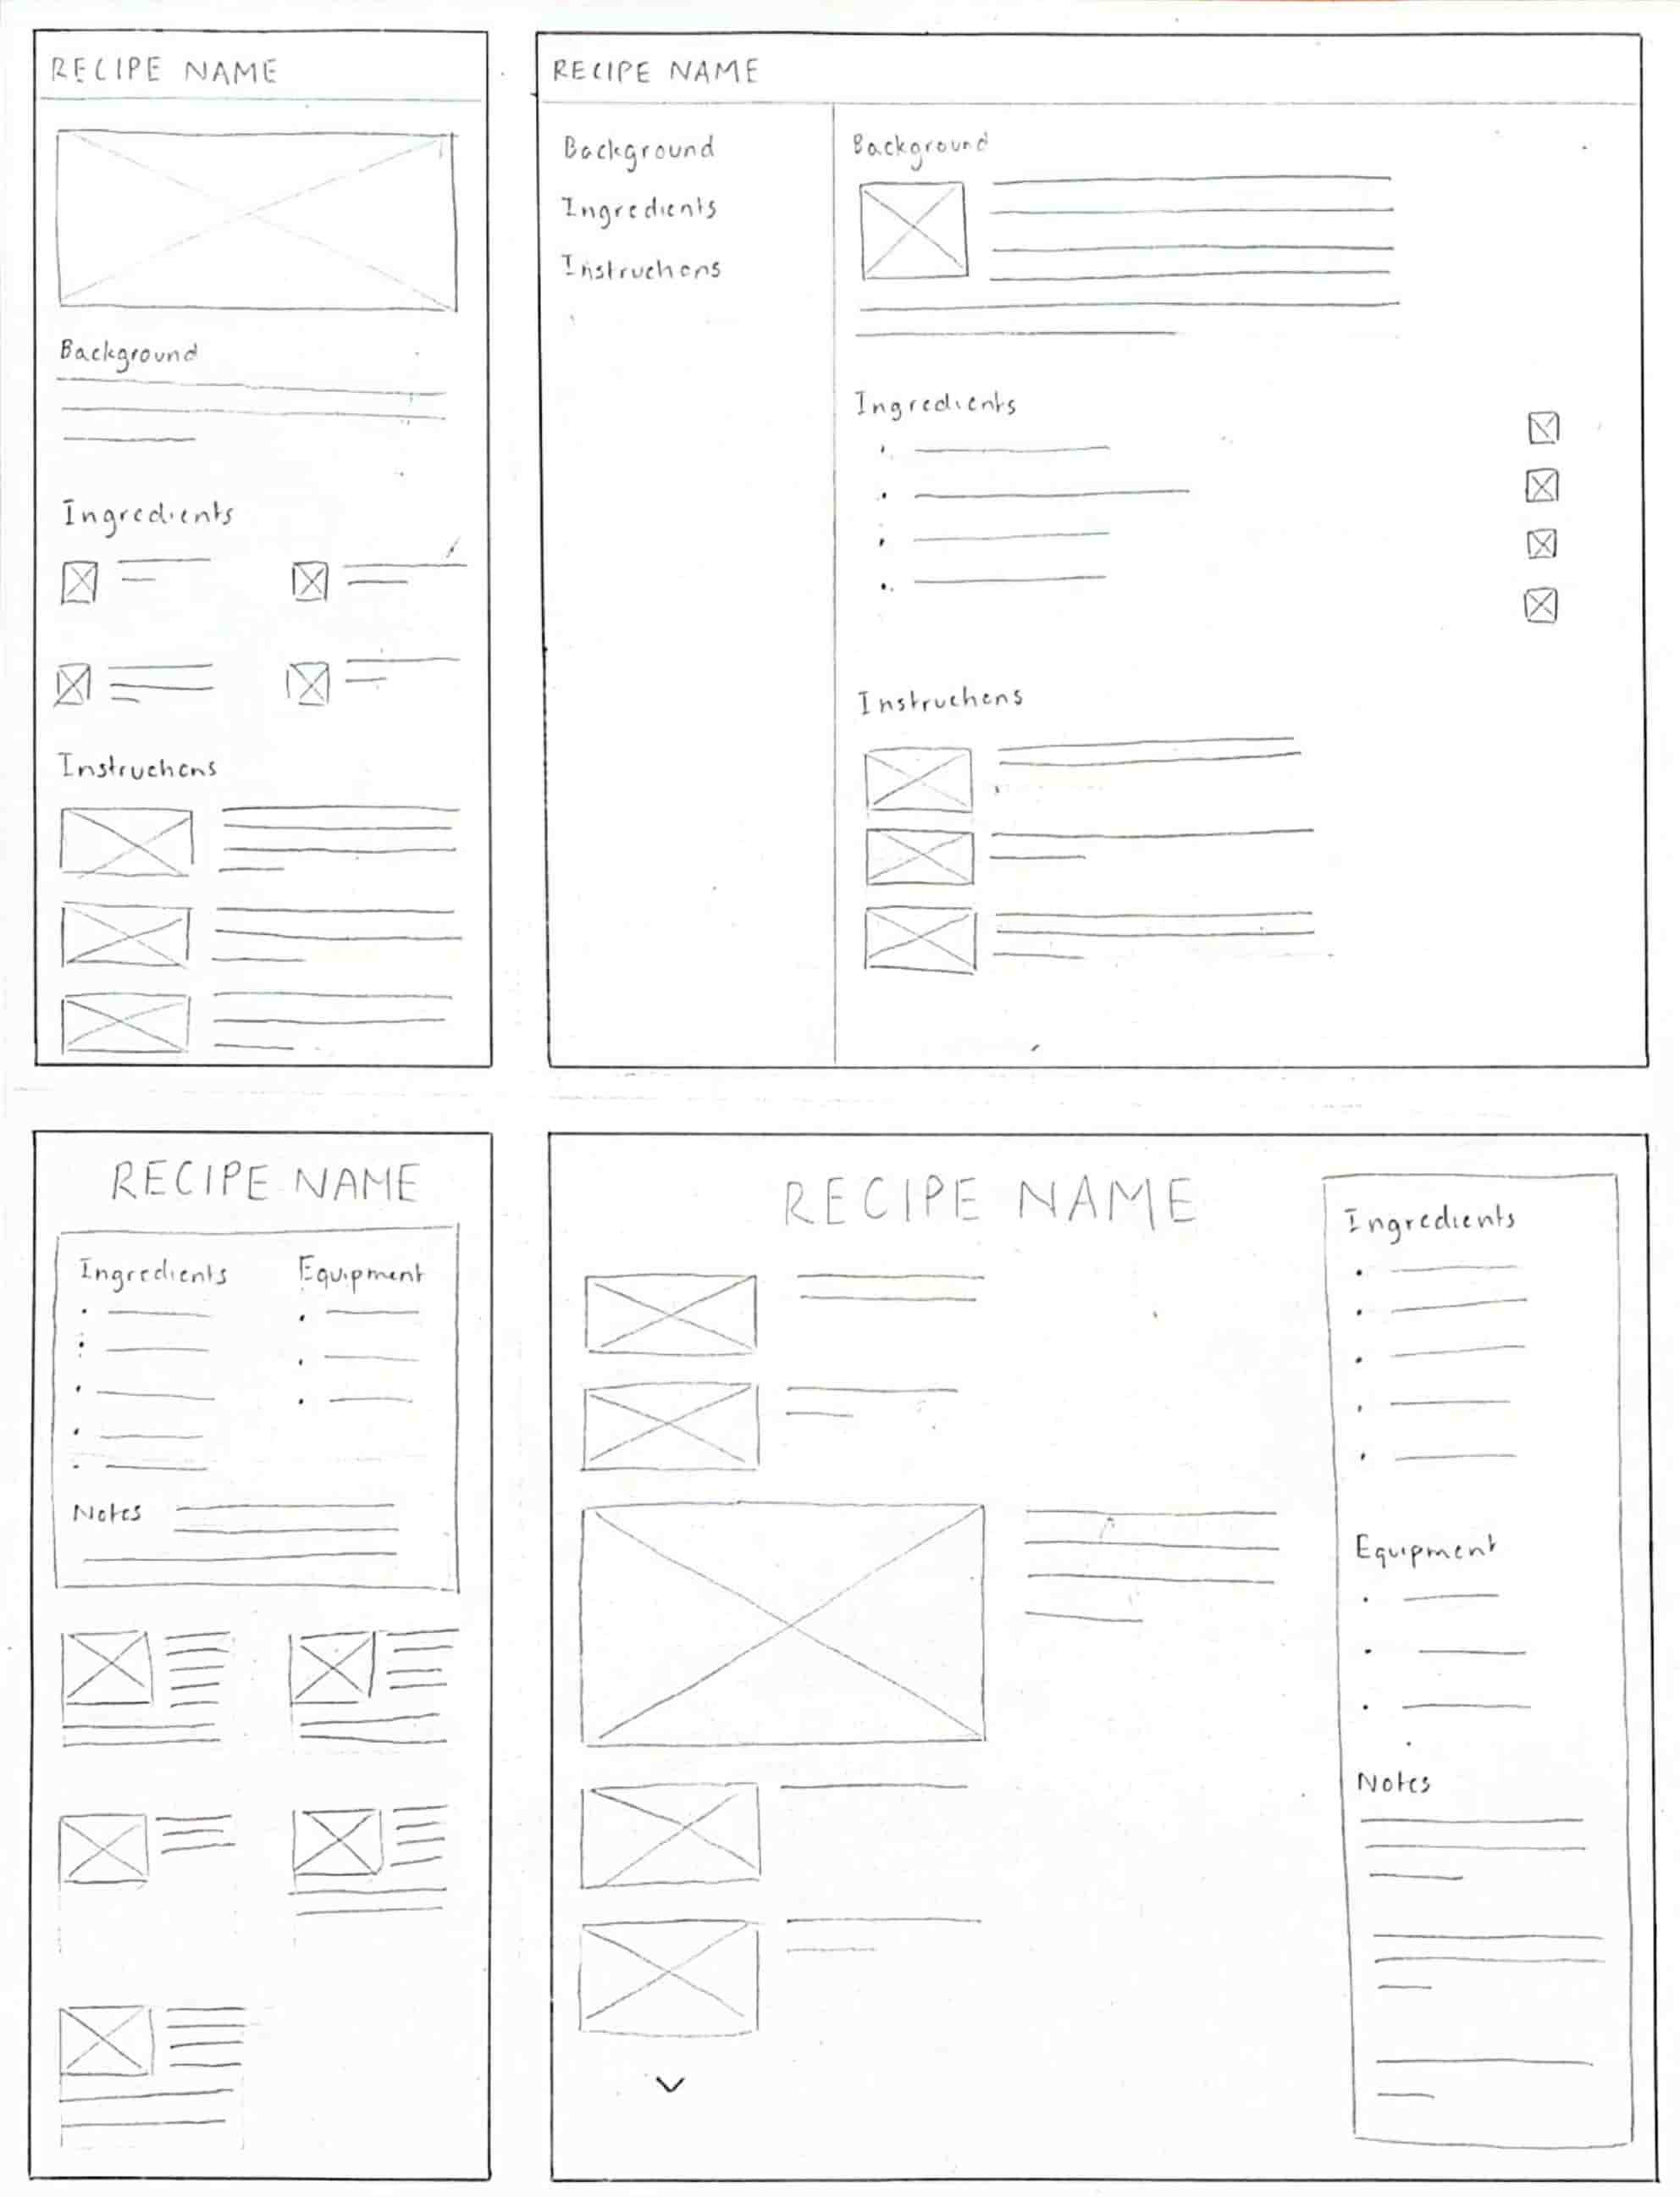 RECIPE NAME
Background
Ingredients
Instructions
RECIPE NAME
Background
Ingredients
Instructions
Background
Ingredients
Instructions
RECIPE NAME
Ingredients Equipment
Notes
RECIPE NAME
Ingredients
Equipment
Notes